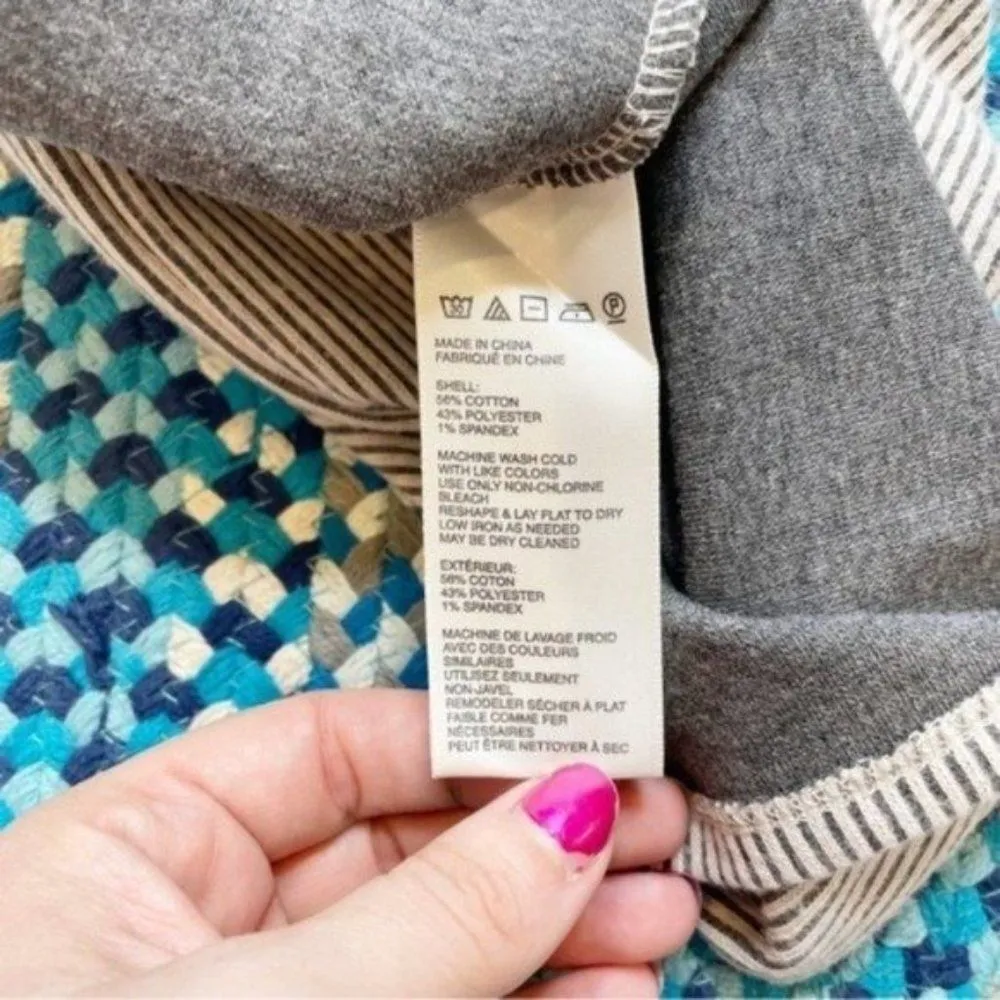 MADE IN CHINA
FABRIQUÉ EN CHINE
SHELL:
56% COTTON
43% POLYESTER
1% SPANDEX
MACHINE WASH COLD
WITH LIKE COLORS
USE ONLY NON-CHLORINE
BLEACH
RESHAPE & LAY FLAT TO DRY
LOW IRON AS NEEDED
MAY BE DRY CLEANED
EXTÉRIEUR:
56% COTON
43% POLYESTER
1% SPANDEX
MACHINE DE LAVAGE FROID
AVEC DES COULEURS
SIMILAIRES
UTILISEZ SEULEMENT
NON-JAVEL
REMODELER SÉCHER À PLAT
FAIBLE COMME FER
NÉCESSAIRES
PEUT ÊTRE NETTOYER À SEC